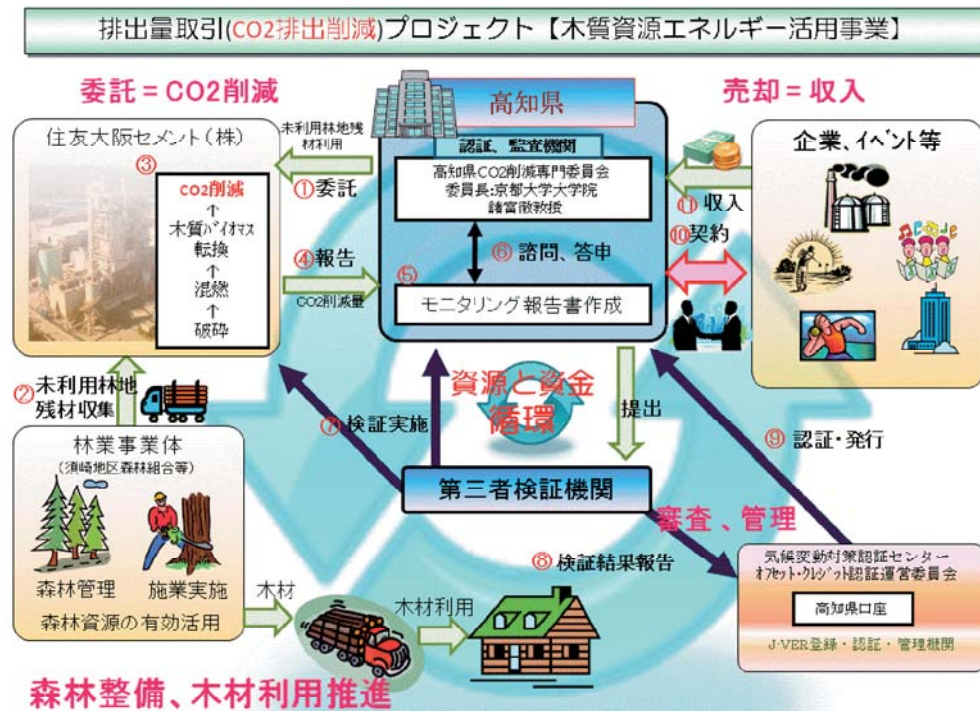 排出量取引(CO2排出削減)プロジェクト【木質資源エネルギー活用事業】
委託=CO2削減
高知県
売却=収入
住友大阪セメント(株)
③
CO2削減
↑
木質バイオマス
転換
↑
混燃
↑
破砕
未利用林地残
材利用
①委託
④報告
CO2削減量
認証、監査機関
高知県CO2削減専門委員会
委員長:京都大学大学院
諸富徹教授
⑥諮問、答申
⑤
モニタリング報告書作成
⑪収入
⑩契約
企業、イベント等
②未利用林地
残材収集
林業事業体
(須崎地区森林組合等)
森林管理
施業実施
森林資源の有効活用
⑦検証実施
資源と資金
循環
提出
⑨認証・発行
第三者検証機関
審査、管理
⑧検証結果報告
気候変動対策認証センター
オフセット・クレジット認証運営委員会
高知県口座
J-VER登録・認証・管理機関
木材
木材利用
森林整備、木材利用推進